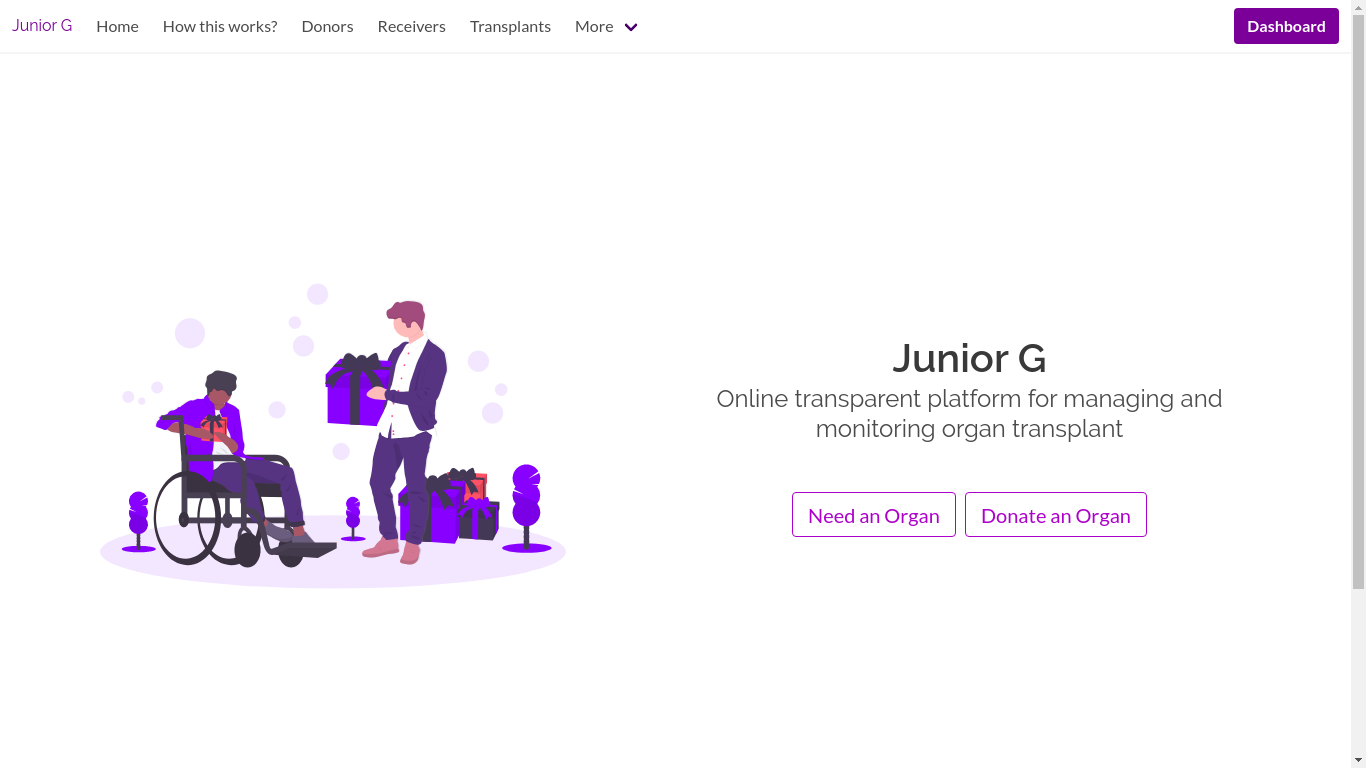 Junior G
Home
How this works?
Donors
Receivers
Transplants
More
Dashboard
Junior G
Online transparent platform for managing and
monitoring organ transplant
Need an Organ
Donate an Organ